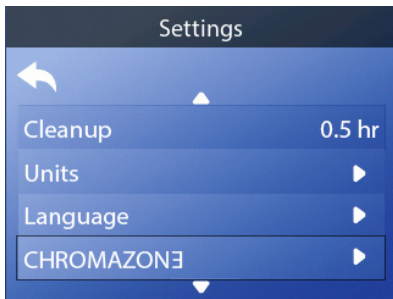 Settings
Cleanup 0.5 hr
Units
Language
CHROMAZONƎ